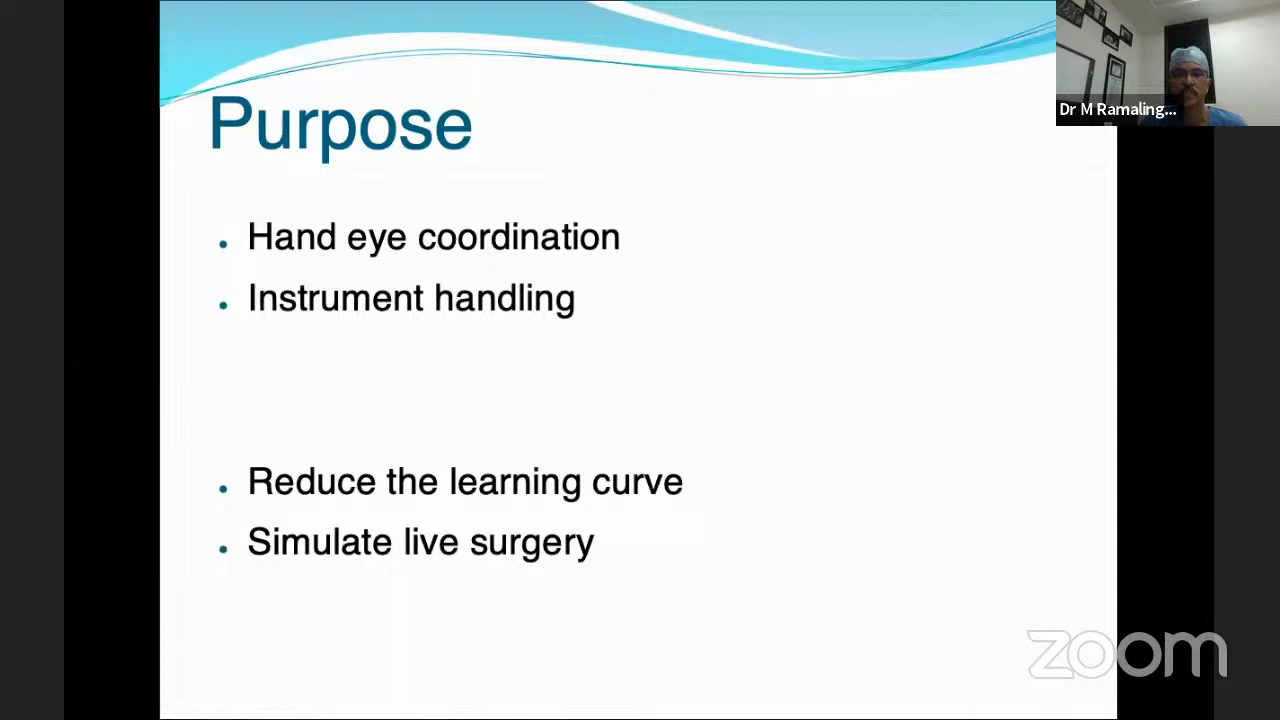 Purpose
Dr M Ramaling...
Hand eye coordination
Instrument handling
Reduce the learning curve
Simulate live surgery
zoom